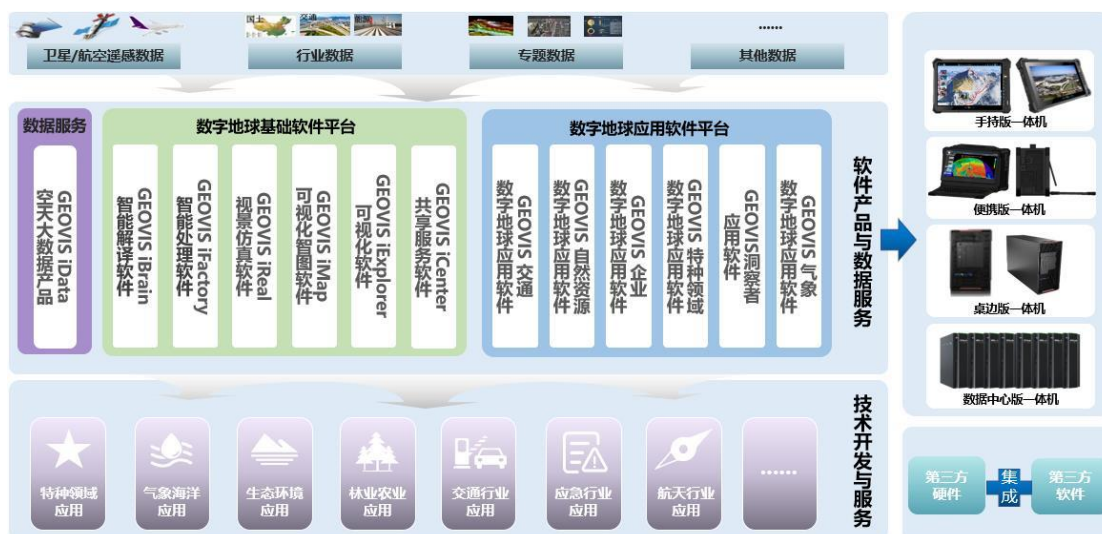 国土
交通
能源
......
卫星/航空遥感数据
行业数据
专题数据
其他数据
数据服务
GEOVIS iData
空天大数据产品
数字地球基础软件平台
GEOVIS iBrain
智能解译软件
GEOVIS iFactory
智能处理软件
GEOVIS iReal
视景仿真软件
GEOVIS iMap
可视化智图软件
GEOVIS iExplorer
可视化软件
GEOVIS iCenter
共享服务软件
数字地球应用软件平台
GEOVIS 交通
数字地球应用软件
GEOVIS 自然资源
数字地球应用软件
GEOVIS 企业
数字地球应用软件
GEOVIS 特种领域
数字地球应用软件
GEOVIS洞察者
应用软件
GEOVIS 气象
数字地球应用软件
软件产品与数据服务
手持版一体机
便携版一体机
桌边版一体机
数据中心版一体机
特种领域
应用
气象海洋
应用
生态环境
应用
林业农业
应用
交通行业
应用
应急行业
应用
航天行业
应用
......
技术开发与服务
第三方
硬件
集成
第三方
软件